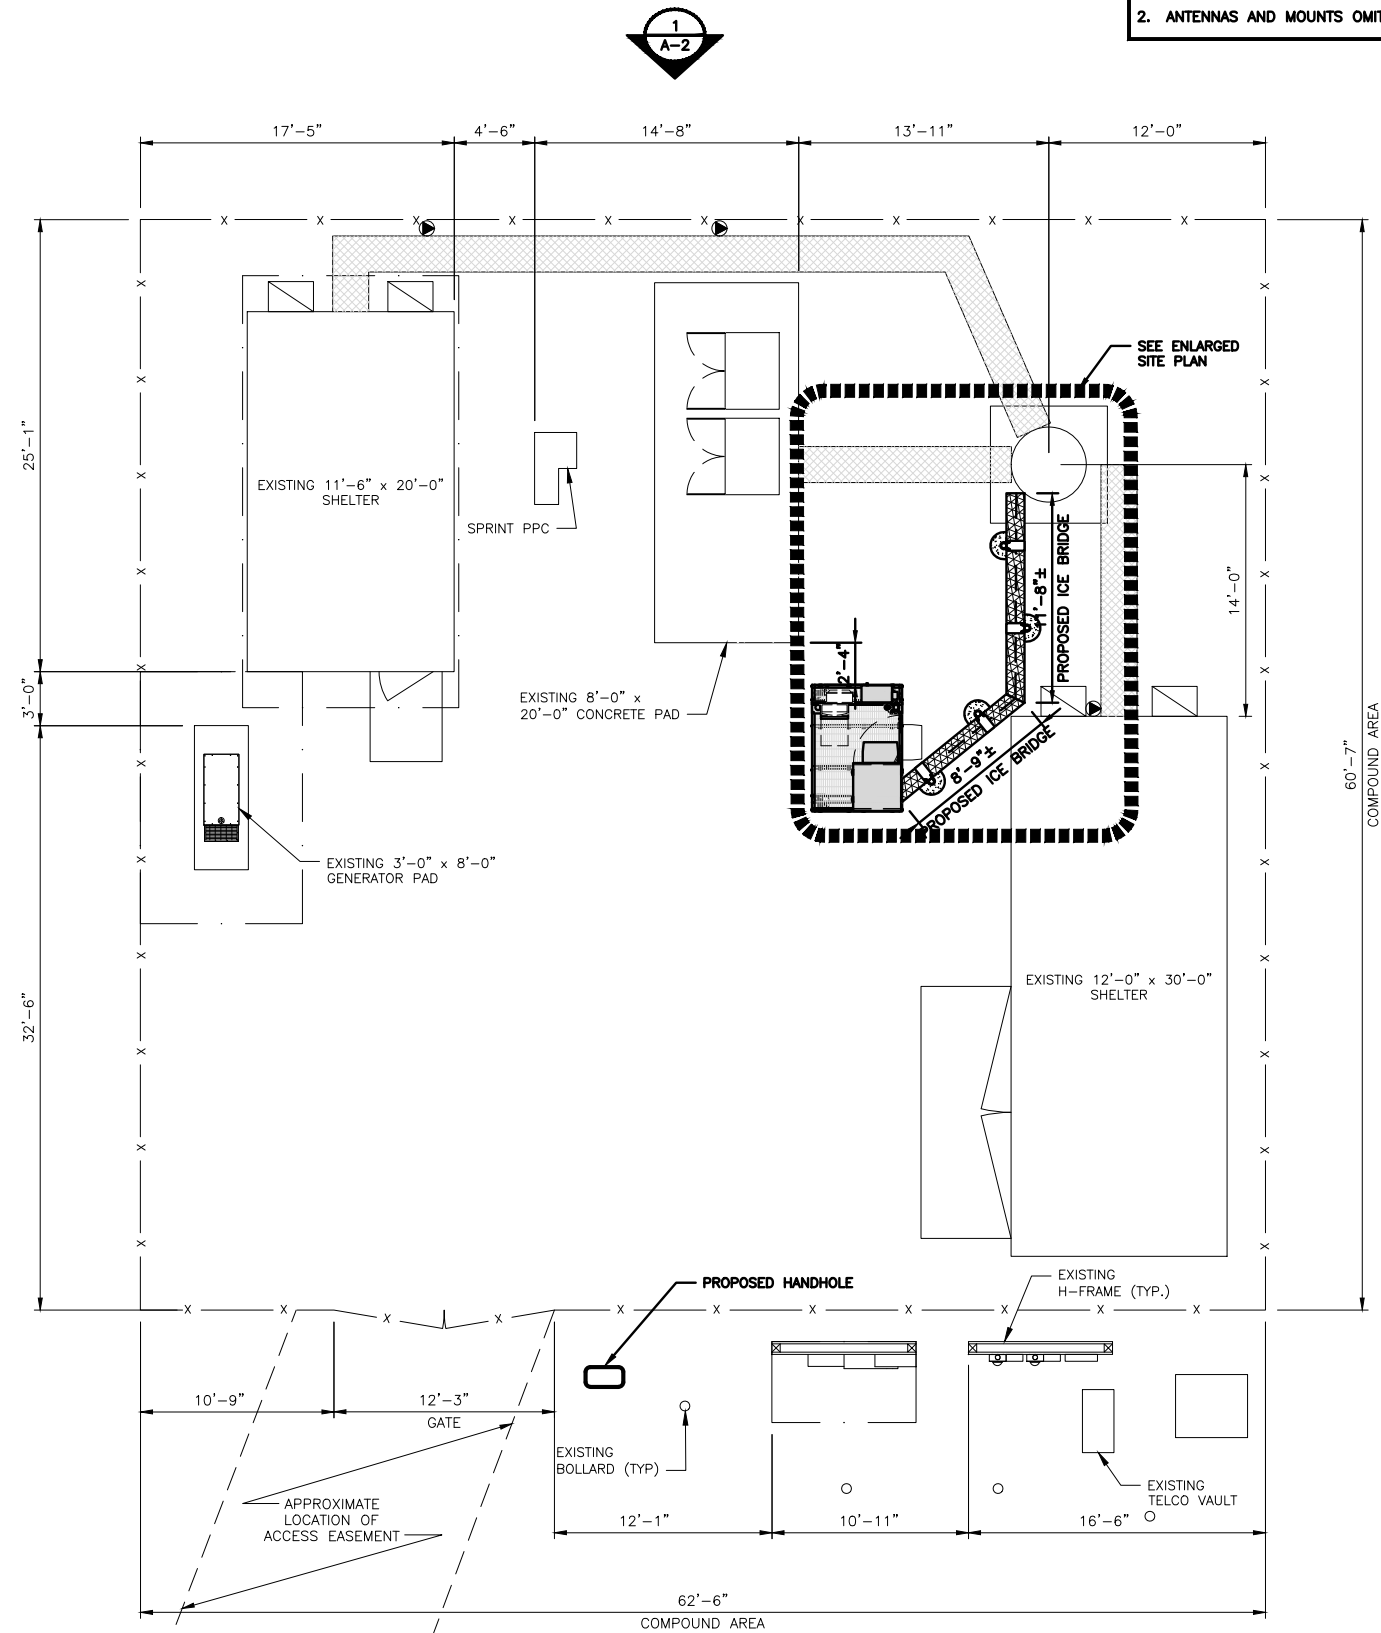 2. ANTENNAS AND MOUNTS OMIT
1
A-2
17'-5"
4'-6"
14'-8"
13'-11"
12'-0"
X X X X X X X X X X X
SEE ENLARGED
SITE PLAN
25'-1"
EXISTING 11'-6" x 20'-0"
SHELTER
SPRINT PPC
PROPOSED ICE BRIDGE
11'-8"±
14'-0"
2'-4"
3'-0"
EXISTING 8'-0" x
20'-0" CONCRETE PAD
8'-9"±
PROPOSED ICE BRIDGE
60'-7"
COMPOUND AREA
EXISTING 3'-0" x 8'-0"
GENERATOR PAD
32'-6"
EXISTING 12'-0" x 30'-0"
SHELTER
PROPOSED HANDHOLE
EXISTING
H-FRAME (TYP.)
X X X X X X X X X X X
10'-9"
12'-3"
GATE
EXISTING
BOLLARD (TYP)
EXISTING
TELCO VAULT
APPROXIMATE
LOCATION OF
ACCESS EASEMENT
12'-1"
10'-11"
16'-6"
62'-6"
COMPOUND AREA